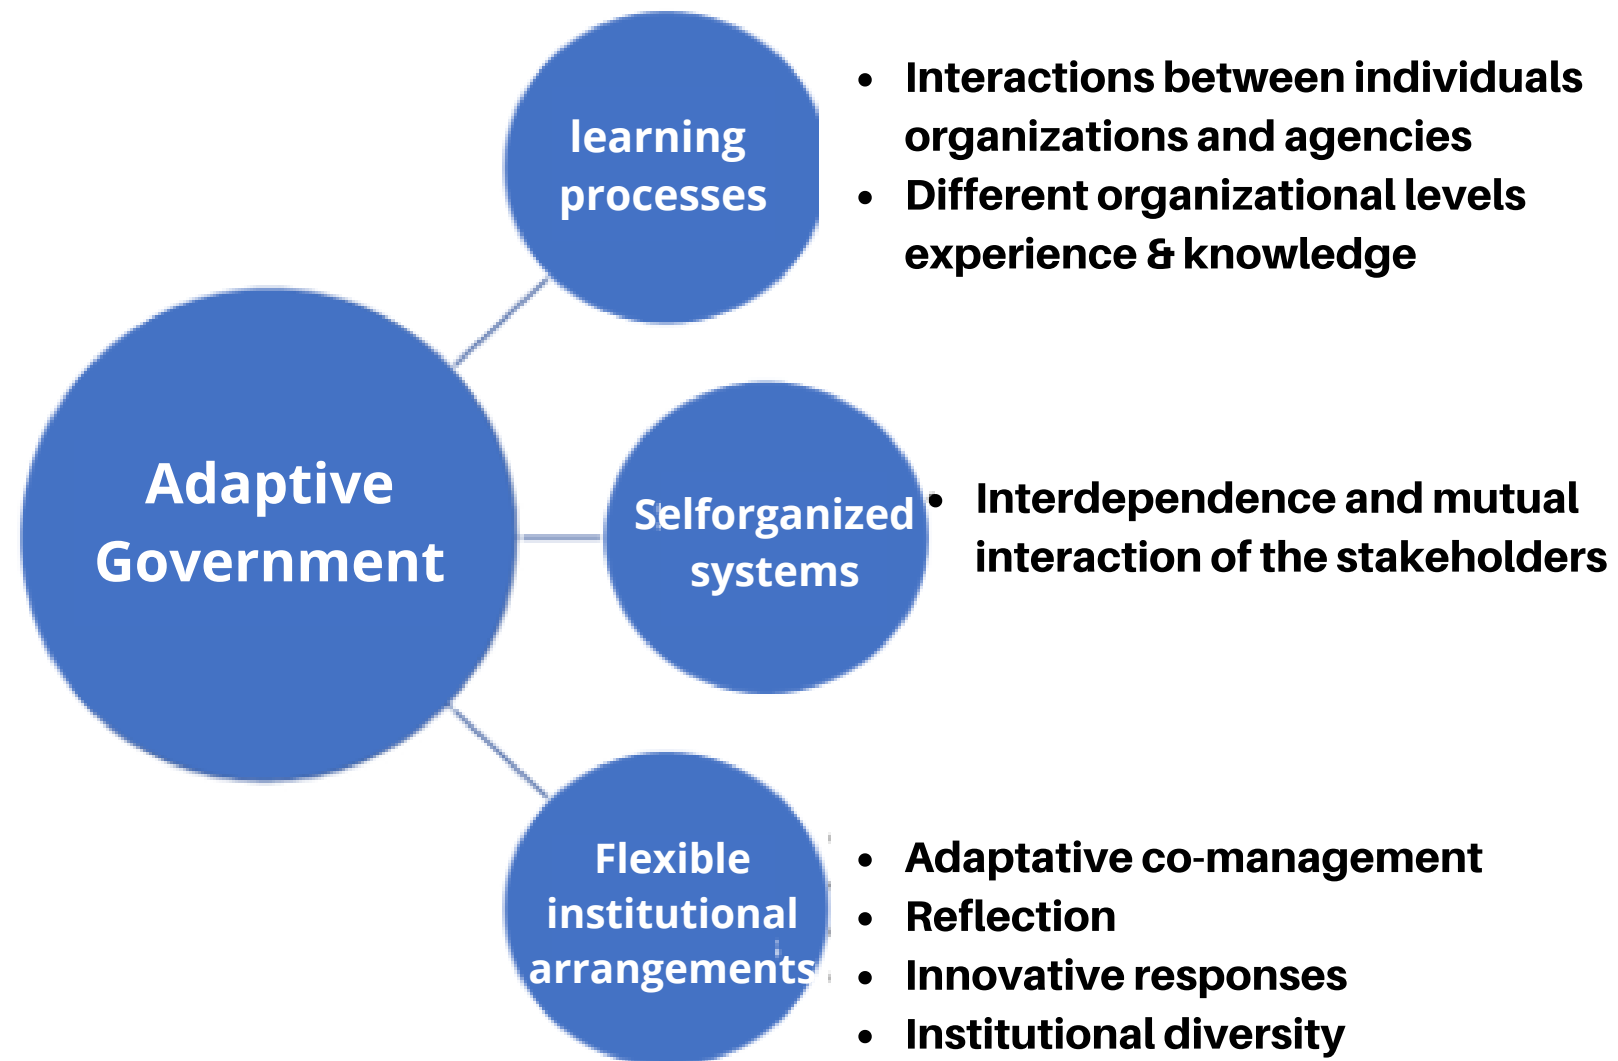 learning
processes
• Interactions between individuals
organizations and agencies
• Different organizational levels
experience & knowledge
Adaptive
Government
Selforganized
systems
• Interdependence and mutual
interaction of the stakeholders
Flexible
institutional
arrangements
• Adaptative co-management
• Reflection
• Innovative responses
• Institutional diversity